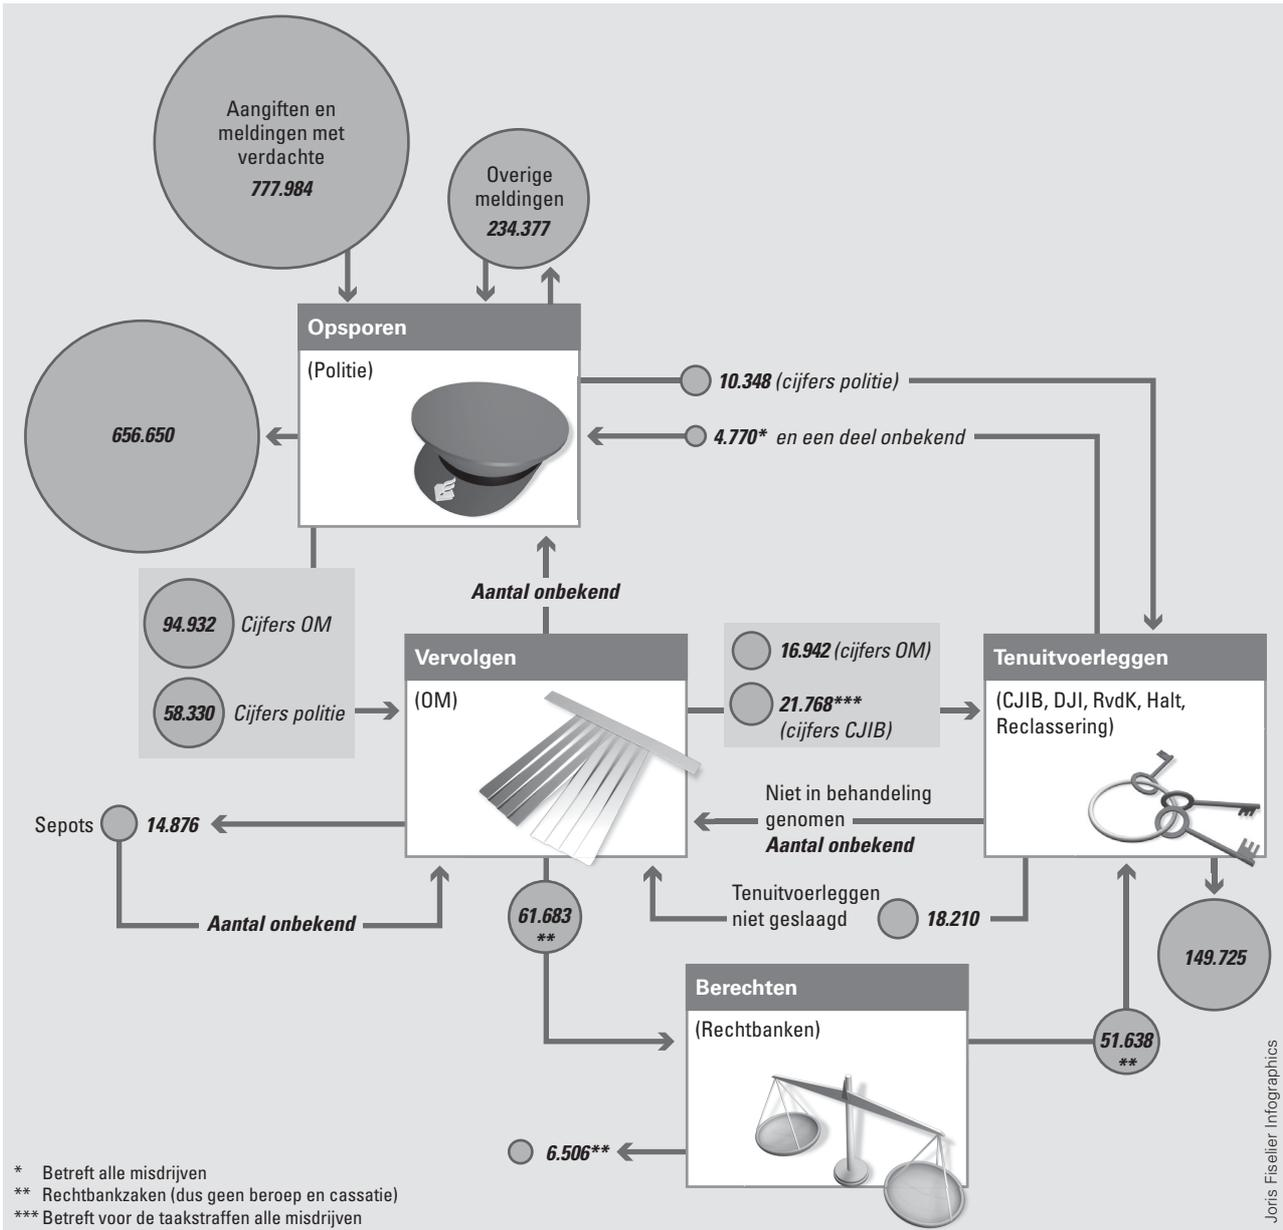 Aangiften en
meldingen met
verdachte
777.984
Overige
meldingen
234.377
Opsporen
(Politie)
10.348 (cijfers politie)
656.650
4.770* en een deel onbekend
Aantal onbekend
94.932 Cijfers OM
58.330 Cijfers politie
Vervolgen
(OM)
16.942 (cijfers OM)
21.768***
(cijfers CJIB)
Tenuitvoerleggen
(CJIB, DJI, RvdK, Halt,
Reclassering)
Niet in behandeling
genomen
Aantal onbekend
Sepots 14.876
Aantal onbekend
61.683
**
Tenuitvoerleggen
niet geslaagd 18.210
149.725
Berechten
(Rechtbanken)
51.638
**
6.506**
* Betreft alle misdrijven
** Rechtbankzaken (dus geen beroep en cassatie)
*** Betreft voor de taakstraffen alle misdrijven
Joris Fiselier Infographics